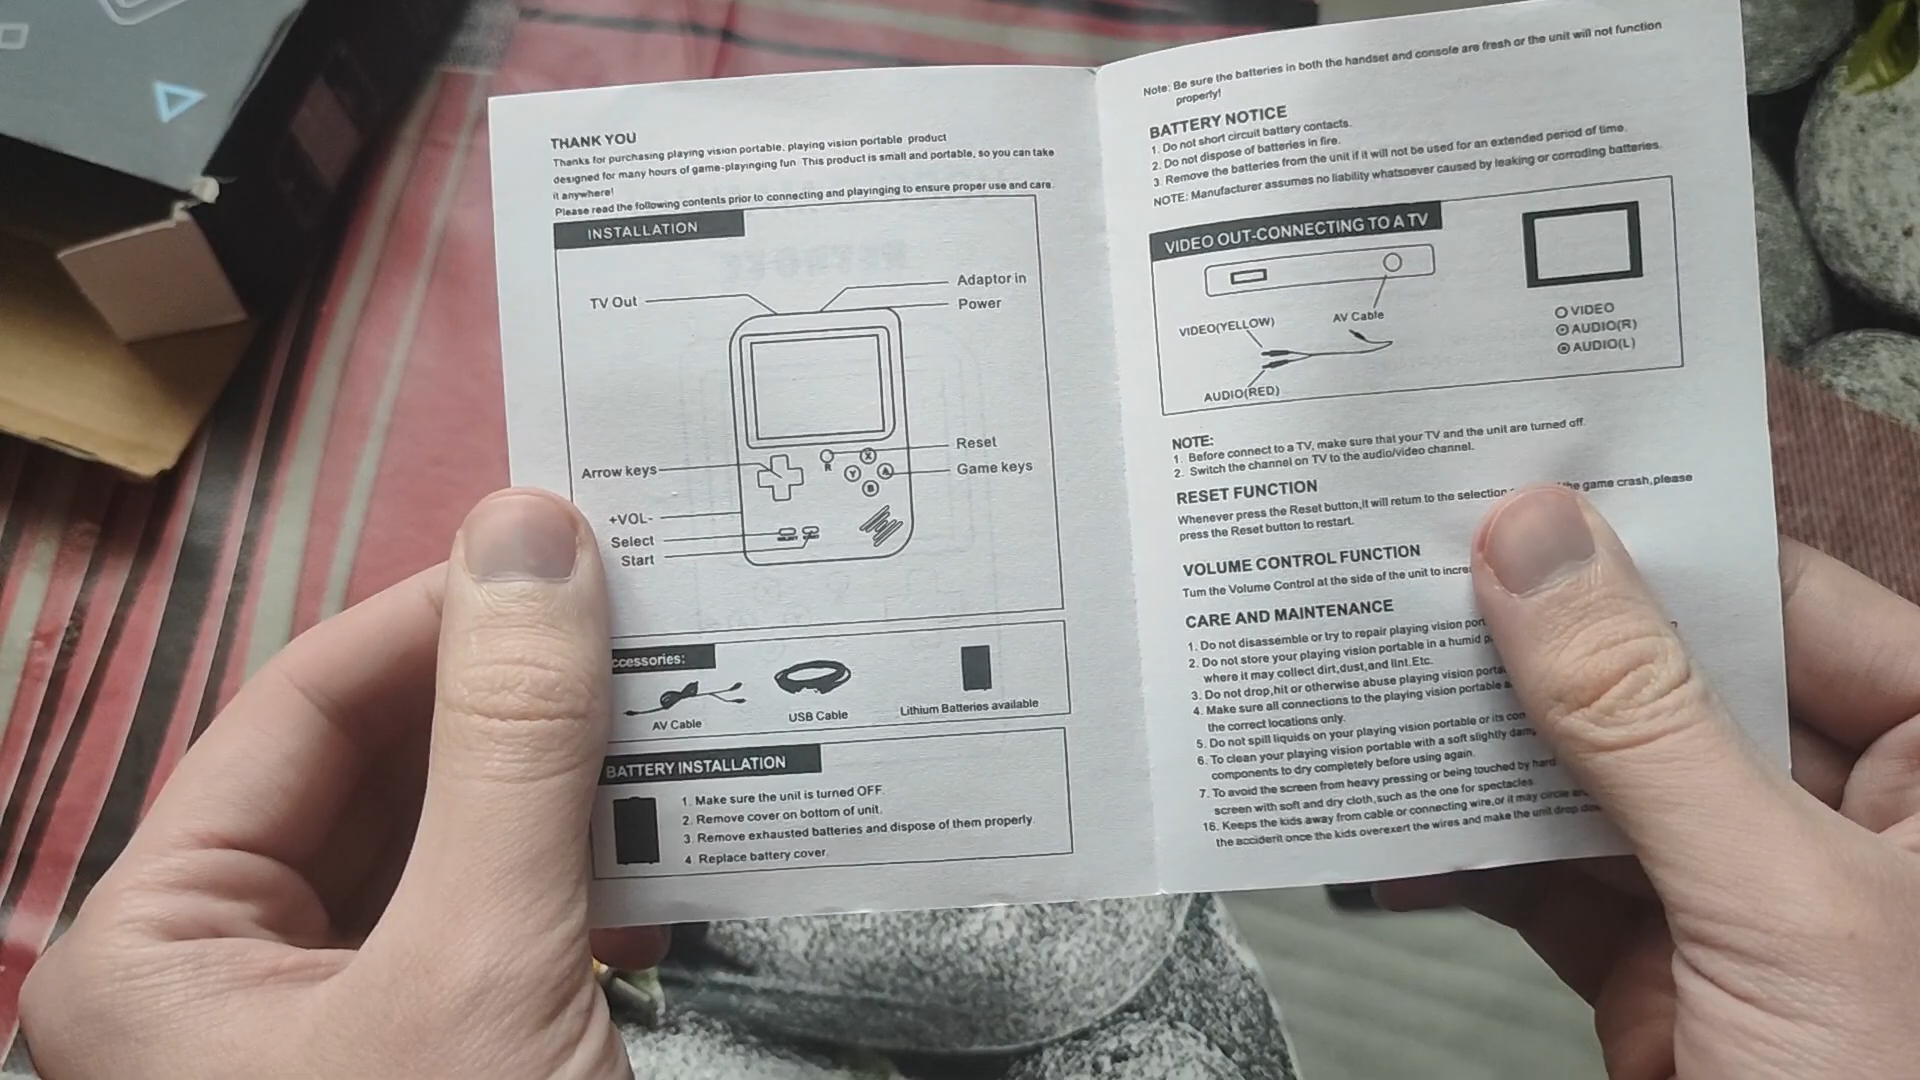 THANK YOU
Thanks for purchasing playing vision portable, playing vision portable product
designed for many hours of game-playinging fun This product is small and portable, so you can take
it anywhere!
Please read the following contents prior to connecting and playinging to ensure proper use and care.
INSTALLATION
TV Out
Adaptor in
Power
Reset
Game keys
Arrow keys
R
X
Y
A
B
+VOL-
Select
Start
ccessories:
AV Cable
USB Cable
Lithium Batteries available
BATTERY INSTALLATION
1. Make sure the unit is turned OFF.
2. Remove cover on bottom of unit.
3. Remove exhausted batteries and dispose of them properly.
4. Replace battery cover.
Note: Be sure the batteries in both the handset and console are fresh or the unit will not function
properly!
BATTERY NOTICE
1. Do not short circuit battery contacts.
2. Do not dispose of batteries in fire.
3. Remove the batteries from the unit if it will not be used for an extended period of time.
NOTE: Manufacturer assumes no liability whatsoever caused by leaking or corroding batteries.
VIDEO OUT-CONNECTING TO A TV
VIDEO(YELLOW)
AV Cable
AUDIO(RED)
VIDEO
AUDIO(R)
AUDIO(L)
NOTE:
1. Before connect to a TV, make sure that your TV and the unit are turned off.
2. Switch the channel on TV to the audio/video channel.
RESET FUNCTION
Whenever press the Reset button,it will return to the selection the game crash,please
press the Reset button to restart.
VOLUME CONTROL FUNCTION
Turn the Volume Control at the side of the unit to incre
CARE AND MAINTENANCE
1. Do not disassemble or try to repair playing vision port
2. Do not store your playing vision portable in a humid p
where it may collect dirt,dust,and lint.Etc.
3. Do not drop,hit or otherwise abuse playing vision porta
4. Make sure all connections to the playing vision portable a
the correct locations only.
5. Do not spill liquids on your playing vision portable or its com
6. To clean your playing vision portable with a soft slightly dam
components to dry completely before using again.
7. To avoid the screen from heavy pressing or being touched by hard
screen with soft and dry cloth,such as the one for spectacles
16. Keeps the kids away from cable or connecting wire,or it may circle
the acciderit once the kids overexert the wires and make the unit drop